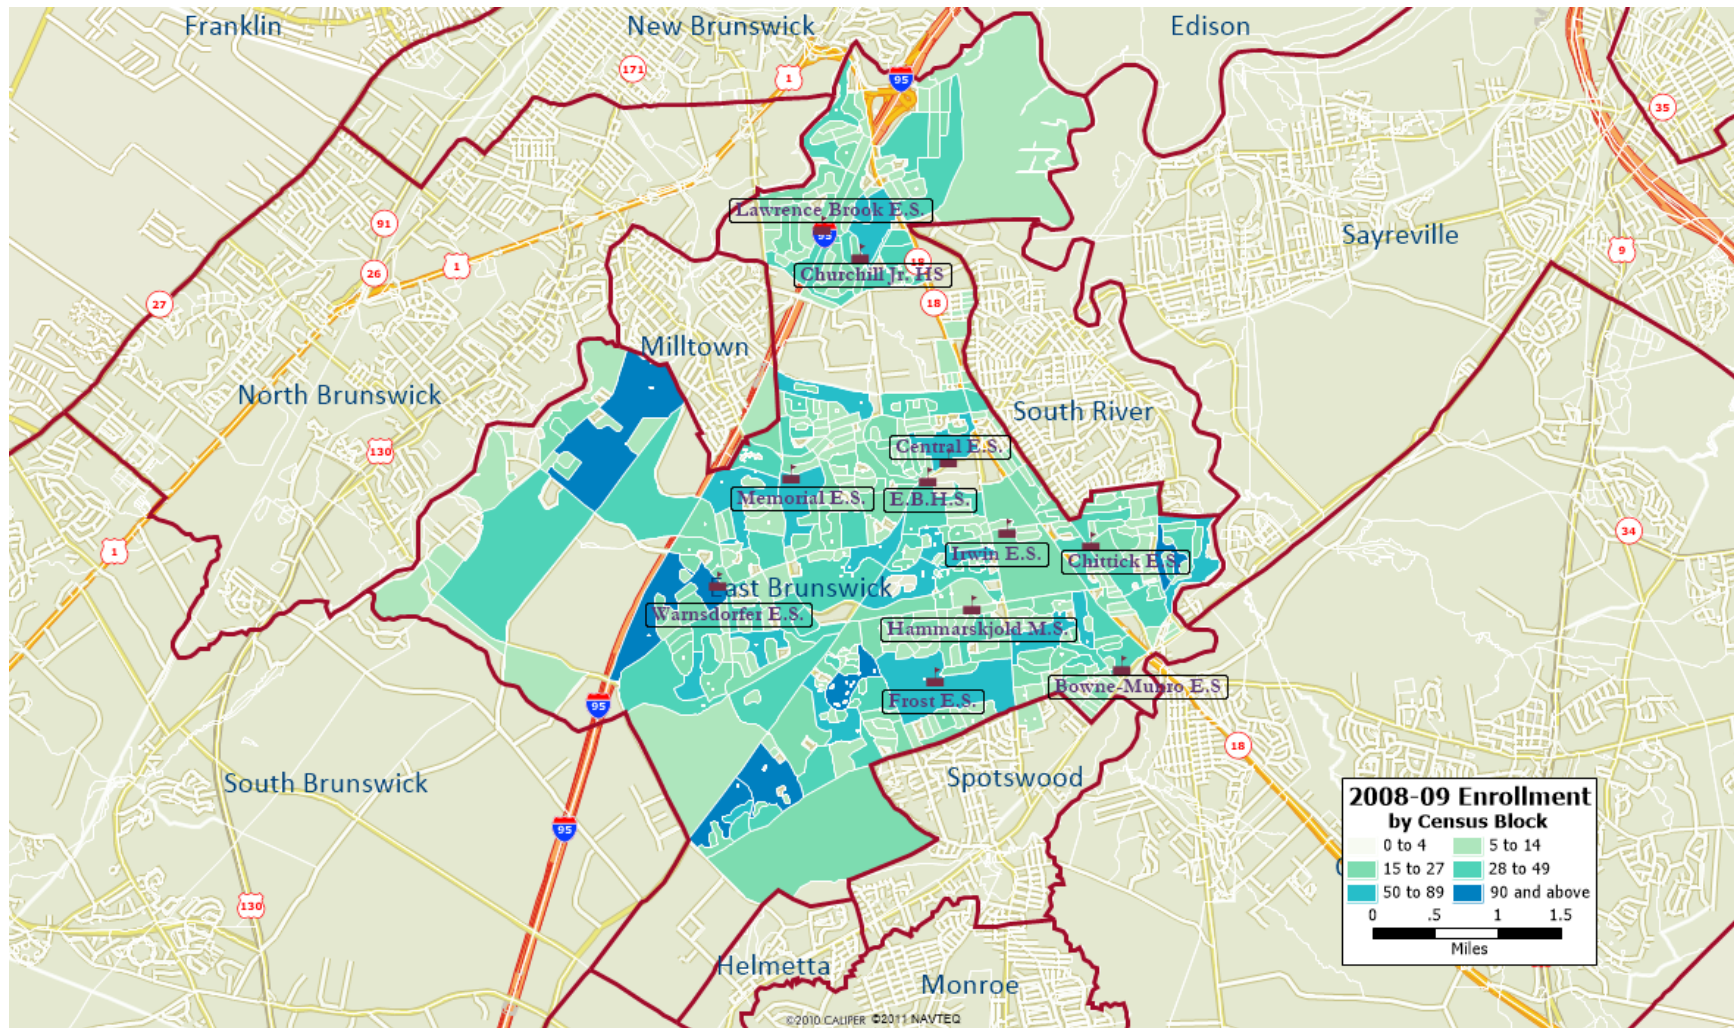 Franklin
New Brunswick
Edison
171
1
95
35
Lawrence Brook E.S.
91
95
Sayreville
9
26
1
18
Churchill Jr. HS
27
18
Milltown
North Brunswick
South River
130
Central E.S.
Memorial E.S.
E.B.H.S.
34
1
Irwin E.S.
Chittick E.S.
East Brunswick
Warnsdorfer E.S.
Hammarskjold M.S.
Frost E.S.
Bowne-Munro E.S
95
18
South Brunswick
Spotswood
95
130
2008-09 Enrollment
by Census Block
0 to 4 5 to 14
15 to 27 28 to 49
50 to 89 90 and above
0 .5 1 1.5
Miles
Helmetta
Monroe
©2010 CALIPER ©2011 NAVTEQ